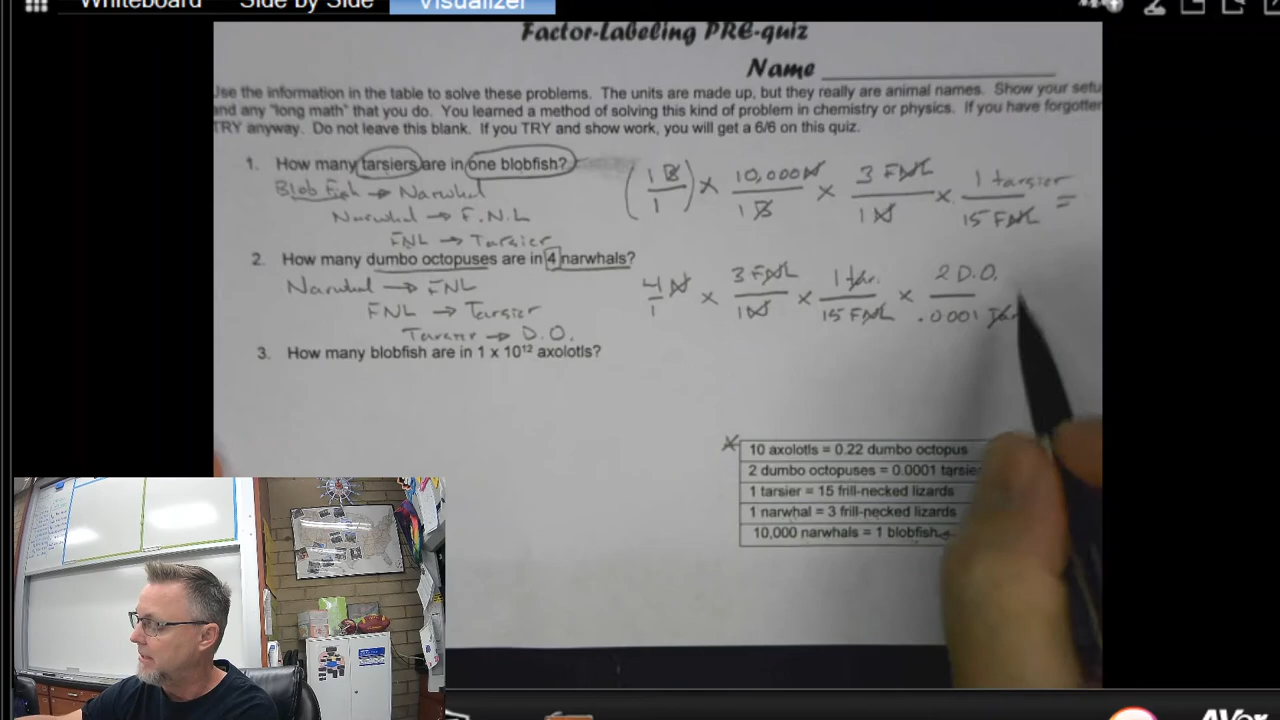 Whiteboard Side by Side Visualizer
Factor-Labeling PRE-quiz
Name
Use the information in the table to solve these problems. The units are made up, but they really are animal names. Show your setu
and any "long math" that you do. You learned a method of solving this kind of problem in chemistry or physics. If you have forgotten
TRY anyway. Do not leave this blank. If you TRY and show work, you will get a 6/6 on this quiz.
1. How many tarsiers are in one blobfish?
Blobfish → Narwhal
Narwhal → F.N.L
FNL → Tarsier
(1 B / 1) × 10,000 N / 1 B × 3 FNL / 1 N × 1 tarsier / 15 FNL =
2. How many dumbo octopuses are in 4 narwhals?
Narwhal → FNL
FNL → Tarsier
Tarsier → D.O.
4 N / 1 × 3 FNL / 1 N × 1 tar. / 15 FNL × 2 D.O. / .0001 Tar
3. How many blobfish are in 1 x 10¹² axolotls?
× 10 axolotls = 0.22 dumbo octopus
2 dumbo octopuses = 0.0001 tarsie
1 tarsier = 15 frill-necked lizards
1 narwhal = 3 frill-necked lizards
10,000 narwhals = 1 blobfish
AVer